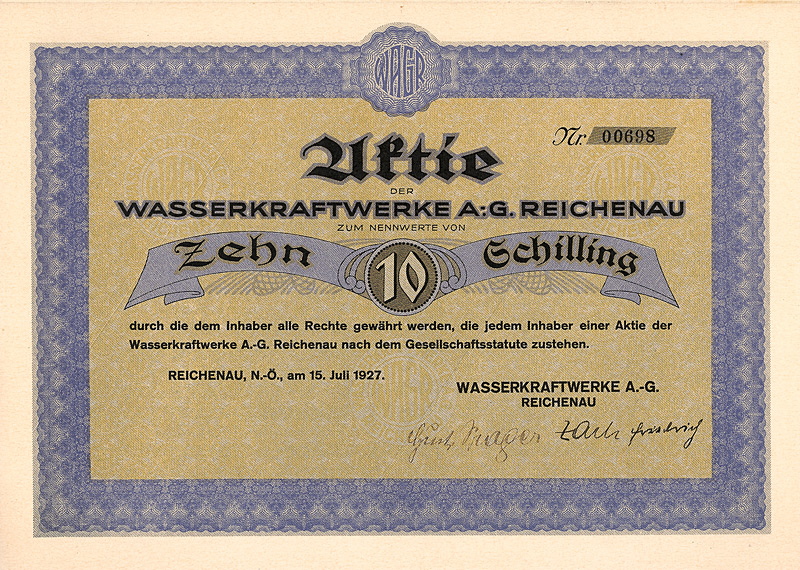 WAGR
Nr. 00698
Aktie
DER
WASSERKRAFTWERKE A:G. REICHENAU
ZUM NENNWERTE VON
Zehn 10 Schilling
durch die dem Inhaber alle Rechte gewährt werden, die jedem Inhaber einer Aktie der
Wasserkraftwerke A.-G. Reichenau nach dem Gesellschaftsstatute zustehen.
REICHENAU, N.-Ö., am 15. Juli 1927.
WASSERKRAFTWERKE A.-G.
REICHENAU
Friedrich